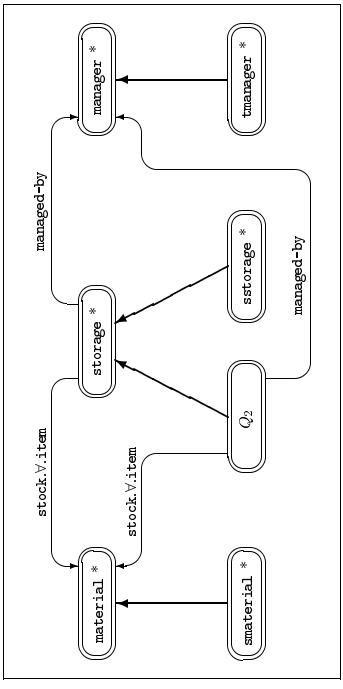 managed-by
stock.∀.item
manager *
storage *
material *
stock.∀.item
tmanager *
sstorage *
Q₂
smaterial *
managed-by